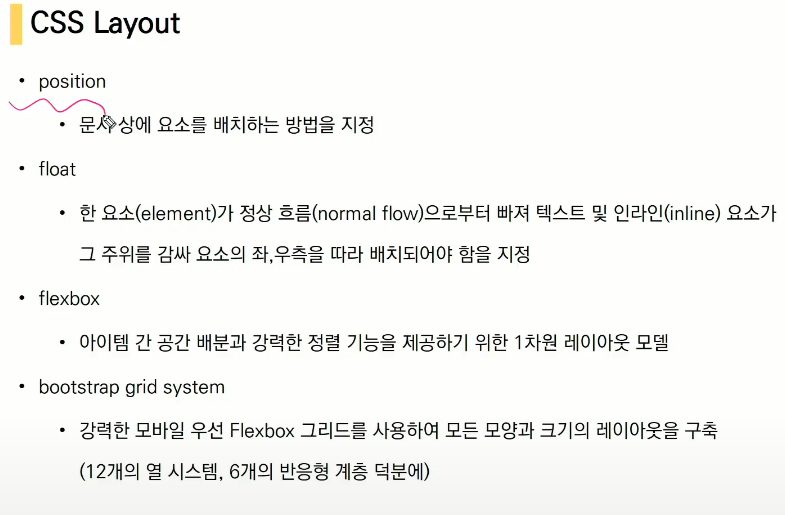 CSS Layout
• position
• 문서 상에 요소를 배치하는 방법을 지정
• float
• 한 요소(element)가 정상 흐름(normal flow)으로부터 빠져 텍스트 및 인라인(inline) 요소가
그 주위를 감싸 요소의 좌,우측을 따라 배치되어야 함을 지정
• flexbox
• 아이템 간 공간 배분과 강력한 정렬 기능을 제공하기 위한 1차원 레이아웃 모델
• bootstrap grid system
• 강력한 모바일 우선 Flexbox 그리드를 사용하여 모든 모양과 크기의 레이아웃을 구축
(12개의 열 시스템, 6개의 반응형 계층 덕분에)